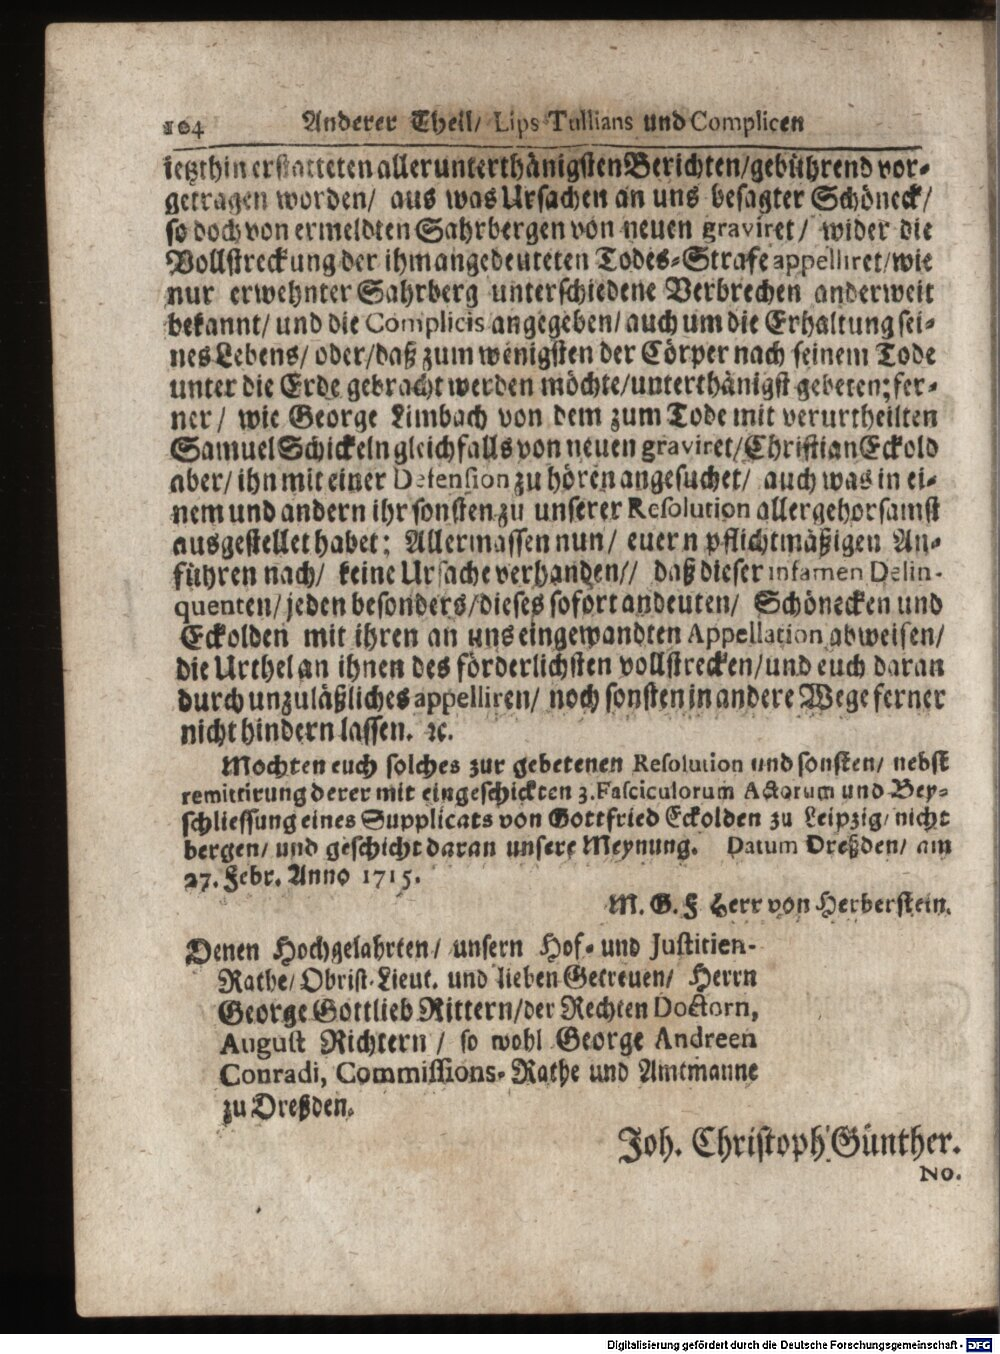 104 Anderer Theil/ Lips Tullians und Complicen
ietzthin erstatteten allerunterthänigsten Berichten/ gebührend vor-
getragen worden/ aus was Ursachen an uns besagter Schöneck/
so doch von ermeldten Sahrbergen von neuen graviret/ wider die
Vollstreckung der ihm angedeuteten Todes-Strafe appelliret/ wie
nur erwehnter Sahrberg unterschiedene Verbrechen anderweit
bekannt/ und die Complicis angegeben/ auch um die Erhaltung sei-
nes Lebens/ oder/ daß zum wenigsten der Cörper nach seinem Tode
unter die Erde gebracht werden möchte/ unterthänigst gebeten; fer-
ner/ wie George Limbach von dem zum Tode mit verurtheilten
Samuel Schickeln gleichfalls von neuen graviret/ Christian Eckold
aber/ ihn mit einer Defension zu hören angesuchet/ auch was in ei-
nem und andern ihr sonsten zu unserer Resolution allergehorsamst
ausgestellet habet; Allermassen nun/ euern pflichtmäßigen An-
führen nach/ keine Ursache verhanden// daß dieser infamen Delin-
quenten/ jeden besonders/ dieses sofort andeuten/ Schönecken und
Eckolden mit ihren an uns eingewandten Appellation abweisen/
die Urthel an ihnen des förderlichsten vollstrecken/ und euch daran
durch unzuläßliches appelliren/ noch sonsten in andere Wege ferner
nicht hindern lassen. ꝛc.
Mochten euch solches zur gebetenen Resolution und sonsten/ nebst
remittirung derer mit eingeschickten 3. Fasciculorum Actorum und Bey-
schliessung eines Supplicats von Gottfried Eckolden zu Leipzig/ nicht
bergen/ und geschicht daran unsere Meynung. Datum Dreßden/ am
27. Febr. Anno 1715.
M. G. F Herr von Herberstein.
Denen Hochgelahrten/ unsern Hof- und Justitien-
Rathe/ Obrist-Lieut. und lieben Getreuen/ Herrn
George Gottlieb Rittern/ der Rechten Doctorn,
August Richtern/ so wohl George Andreen
Conradi, Commissions-Rathe und Amtmanne
zu Dreßden.
Joh. Christoph Günther.
No.
Digitalisierung gefördert durch die Deutsche Forschungsgemeinschaft - DFG